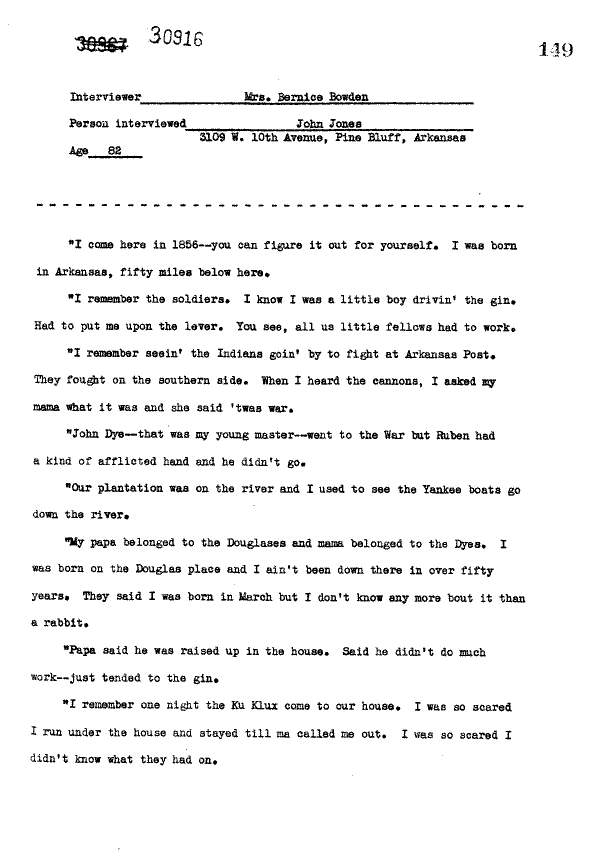 30967 30916
149
Interviewer Mrs. Bernice Bowden
Person interviewed John Jones
3109 W. 10th Avenue, Pine Bluff, Arkansas
Age 82
"I come here in 1856--you can figure it out for yourself. I was born
in Arkansas, fifty miles below here.
"I remember the soldiers. I know I was a little boy drivin' the gin.
Had to put me upon the lever. You see, all us little fellows had to work.
"I remember seein' the Indians goin' by to fight at Arkansas Post.
They fought on the southern side. When I heard the cannons, I asked my
mama what it was and she said 'twas war.
"John Dye--that was my young master--went to the War but Ruben had
a kind of afflicted hand and he didn't go.
"Our plantation was on the river and I used to see the Yankee boats go
down the river.
"My papa belonged to the Douglases and mama belonged to the Dyes. I
was born on the Douglas place and I ain't been down there in over fifty
years. They said I was born in March but I don't know any more bout it than
a rabbit.
"Papa said he was raised up in the house. Said he didn't do much
work--just tended to the gin.
"I remember one night the Ku Klux come to our house. I was so scared
I run under the house and stayed till ma called me out. I was so scared I
didn't know what they had on.